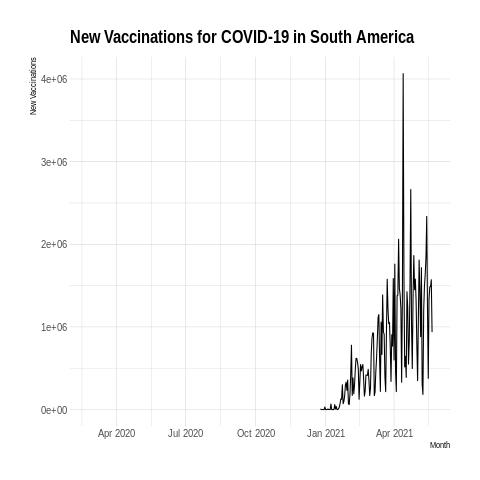 New Vaccinations for COVID-19 in South America
New Vaccinations
4e+06
3e+06
2e+06
1e+06
0e+00
Apr 2020 Jul 2020 Oct 2020 Jan 2021 Apr 2021
Month